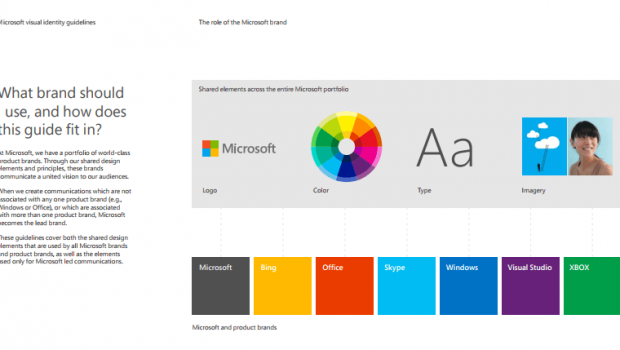 Microsoft visual identity guidelines
The role of the Microsoft brand
What brand should
I use, and how does
this guide fit in?
At Microsoft, we have a portfolio of world-class
product brands. Through our shared design
elements and principles, these brands
communicate a united vision to our audiences.
When we create communications which are not
associated with any one product brand (e.g.,
Windows or Office), or which are associated
with more than one product brand, Microsoft
becomes the lead brand.
These guidelines cover both the shared design
elements that are used by all Microsoft brands
and product brands, as well as the elements
used only for Microsoft led communications.
Shared elements across the entire Microsoft portfolio
Microsoft
Aa
Logo
Color
Type
Imagery
Microsoft
Bing
Office
Skype
Windows
Visual Studio
XBOX
Microsoft and product brands